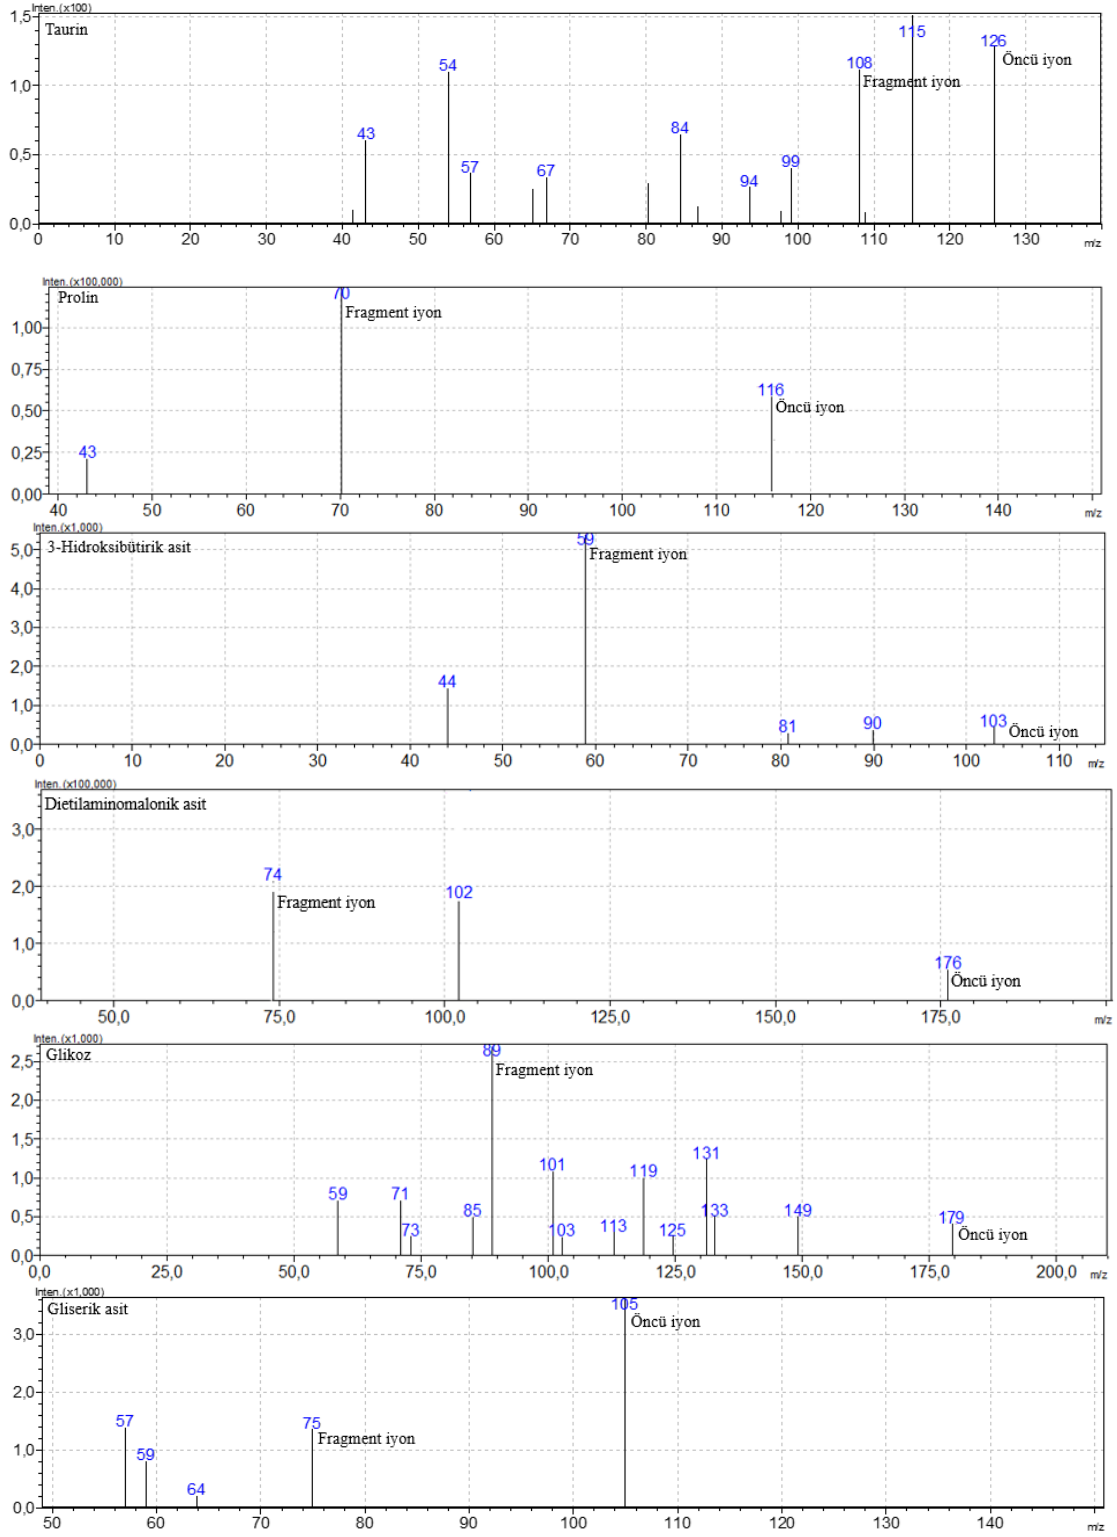 Inten.(x100)
1,5
Taurin
115
126
Öncü iyon
108
Fragment iyon
54
1,0
84
43
0,5
57
67
94
99
0,0
0 10 20 30 40 50 60 70 80 90 100 110 120 130 m/z
Inten.(x100,000)
Prolin
70
Fragment iyon
1,00
0,75
116
Öncü iyon
0,50
43
0,25
0,00
40 50 60 70 80 90 100 110 120 130 140 m/z
Inten.(x1,000)
3-Hidroksibütirik asit
59
Fragment iyon
5,0
4,0
3,0
2,0
44
1,0
81
90
103
Öncü iyon
0,0
0 10 20 30 40 50 60 70 80 90 100 110 m/z
Inten.(x100,000)
Dietilaminomalonik asit
3,0
74
Fragment iyon
102
2,0
1,0
176
Öncü iyon
0,0
50,0 75,0 100,0 125,0 150,0 175,0 m/z
Inten.(x1,000)
Glikoz
89
Fragment iyon
2,5
2,0
1,5
131
101
119
1,0
59
71
73
85
103
113
125
133
149
179
Öncü iyon
0,5
0,0
0,0 25,0 50,0 75,0 100,0 125,0 150,0 175,0 200,0 m/z
Inten.(x1,000)
Gliserik asit
105
Öncü iyon
3,0
2,0
57
75
Fragment iyon
1,0
59
64
0,0
50 60 70 80 90 100 110 120 130 140 m/z